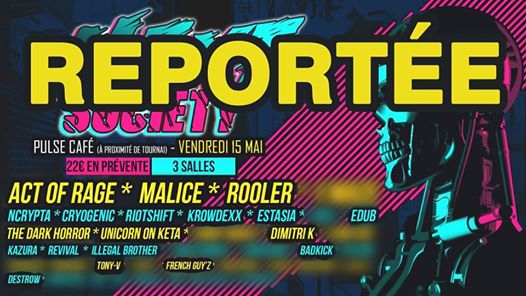 REPORTÉE
SOCIETY
PULSE CAFÉ (À PROXIMITÉ DE TOURNAI) - VENDREDI 15 MAI
22€ EN PRÉVENTE 3 SALLES
ACT OF RAGE * MALICE * ROOLER
NCRYPTA * CRYOGENIC * RIOTSHIFT * KROWDEXX * ESTASIA * EDUB
THE DARK HORROR * UNICORN ON KETA * DIMITRI K
KAZURA * REVIVAL * ILLEGAL BROTHER BADKICK
TONY-V FRENCH GUY'Z
DESTROW